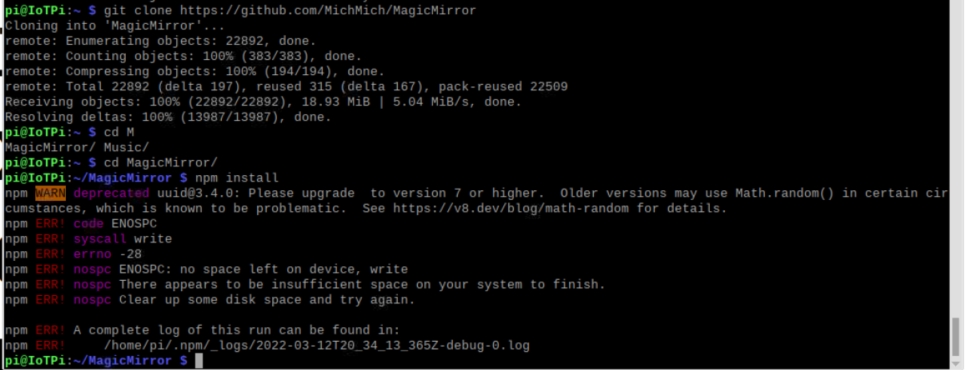 pi@IoTPi:~ $ git clone https://github.com/MichMich/MagicMirror
Cloning into 'MagicMirror'...
remote: Enumerating objects: 22892, done.
remote: Counting objects: 100% (383/383), done.
remote: Compressing objects: 100% (194/194), done.
remote: Total 22892 (delta 197), reused 315 (delta 167), pack-reused 22509
Receiving objects: 100% (22892/22892), 18.93 MiB | 5.04 MiB/s, done.
Resolving deltas: 100% (13987/13987), done.
pi@IoTPi:~ $ cd M
MagicMirror/ Music/
pi@IoTPi:~ $ cd MagicMirror/
pi@IoTPi:~/MagicMirror $ npm install
npm WARN deprecated uuid@3.4.0: Please upgrade  to version 7 or higher.  Older versions may use Math.random() in certain cir
cumstances, which is known to be problematic.  See https://v8.dev/blog/math-random for details.
npm ERR! code ENOSPC
npm ERR! syscall write
npm ERR! errno -28
npm ERR! nospc ENOSPC: no space left on device, write
npm ERR! nospc There appears to be insufficient space on your system to finish.
npm ERR! nospc Clear up some disk space and try again.
npm ERR! A complete log of this run can be found in:
npm ERR!     /home/pi/.npm/_logs/2022-03-12T20_34_13_365Z-debug-0.log
pi@IoTPi:~/MagicMirror $